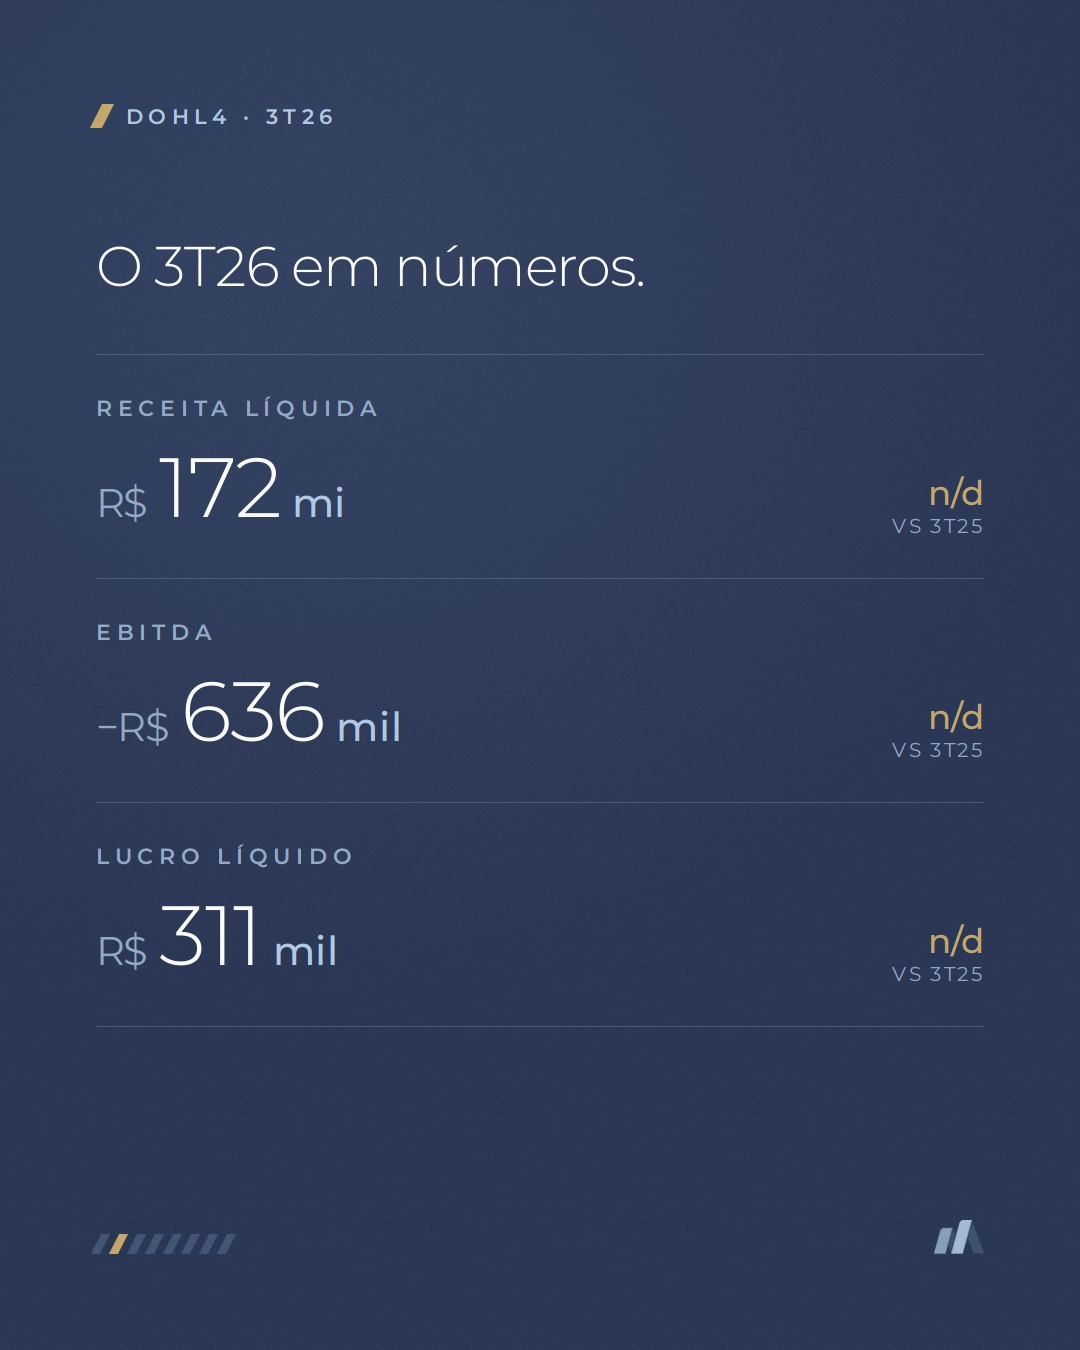 DOHL4 · 3T26
O 3T26 em números.
RECEITA LÍQUIDA
R$ 172 mi
n/d
VS 3T25
EBITDA
−R$ 636 mil
n/d
VS 3T25
LUCRO LÍQUIDO
R$ 311 mil
n/d
VS 3T25